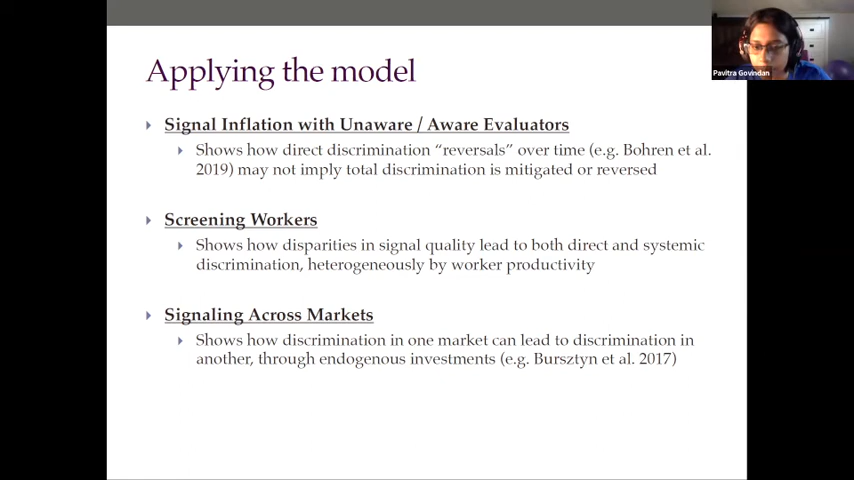 Applying the model
Pavitra Govindan
Signal Inflation with Unaware / Aware Evaluators
Shows how direct discrimination “reversals” over time (e.g. Bohren et al.
2019) may not imply total discrimination is mitigated or reversed
Screening Workers
Shows how disparities in signal quality lead to both direct and systemic
discrimination, heterogeneously by worker productivity
Signaling Across Markets
Shows how discrimination in one market can lead to discrimination in
another, through endogenous investments (e.g. Bursztyn et al. 2017)